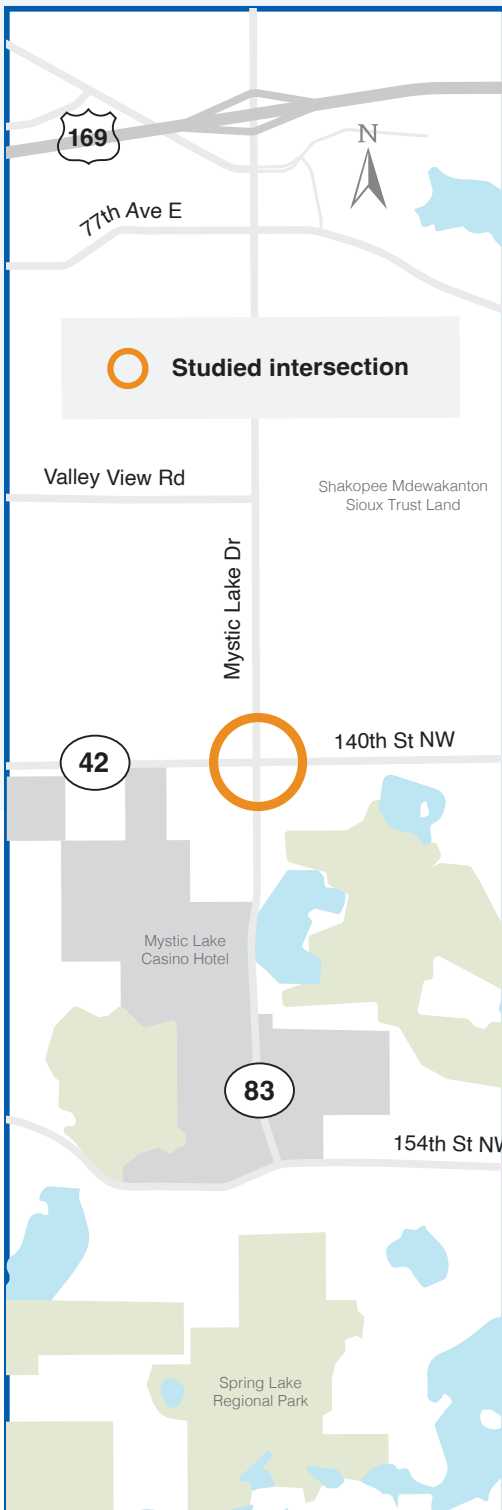 169
N
77th Ave E
Studied intersection
Valley View Rd
Shakopee Mdewakanton
Sioux Trust Land
Mystic Lake Dr
140th St NW
42
Mystic Lake
Casino Hotel
83
154th St NW
Spring Lake
Regional Park